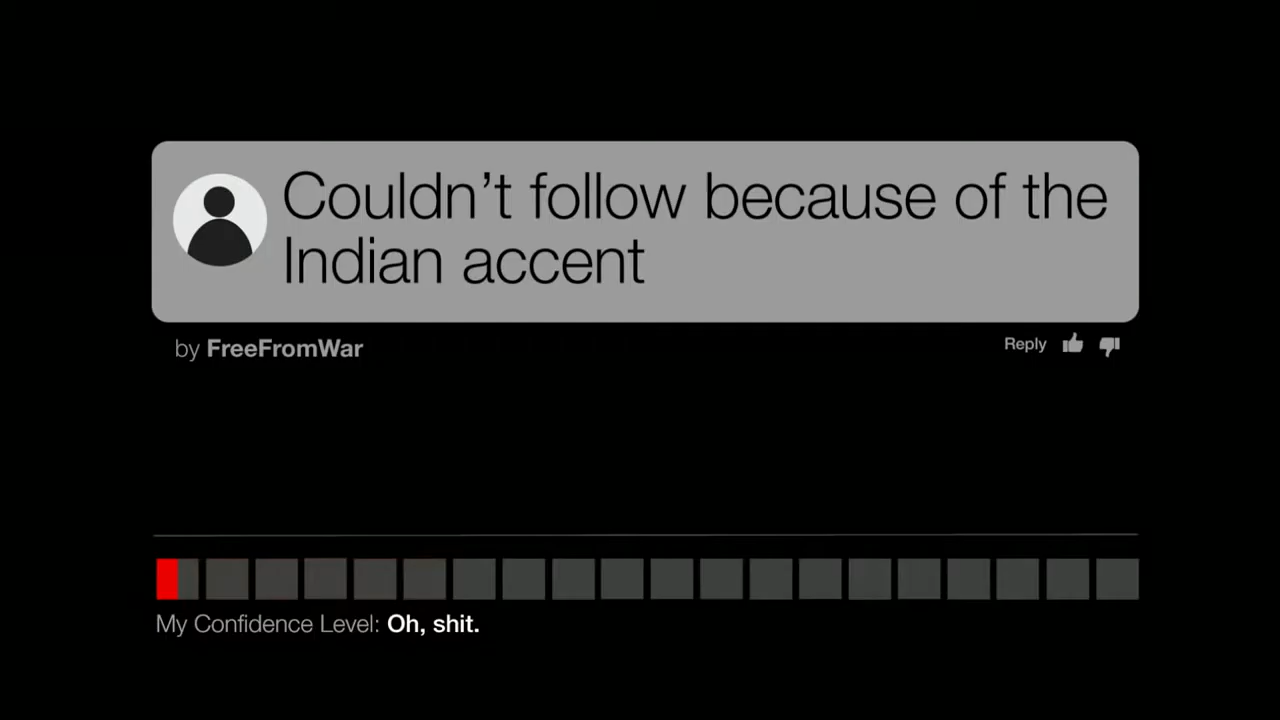 Couldn’t follow because of the
Indian accent
by FreeFromWar
Reply
My Confidence Level: Oh, shit.